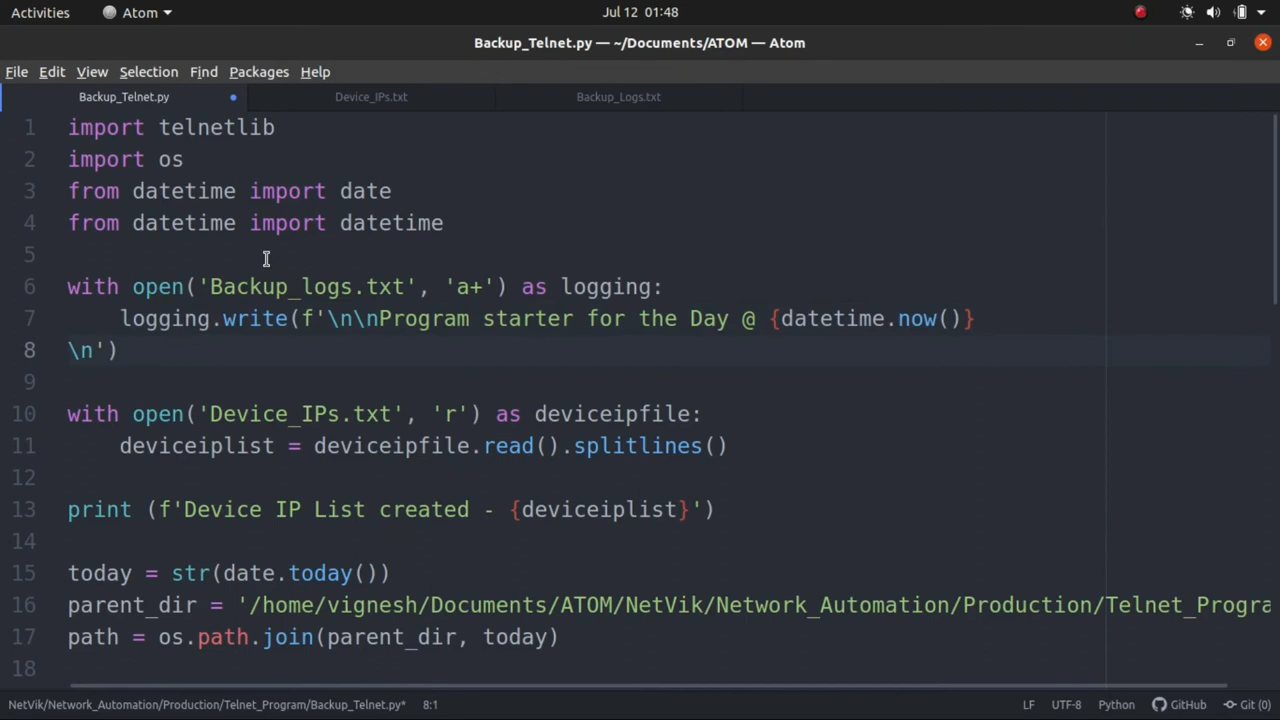 Activities Atom Jul 12 01:48
Backup_Telnet.py — ~/Documents/ATOM — Atom
File Edit View Selection Find Packages Help
Backup_Telnet.py Device_IPs.txt Backup_Logs.txt
1 import telnetlib
2 import os
3 from datetime import date
4 from datetime import datetime
5
6 with open('Backup_logs.txt', 'a+') as logging:
7     logging.write(f'\n\nProgram starter for the Day @ {datetime.now()}
8 \n')
9
10 with open('Device_IPs.txt', 'r') as deviceipfile:
11     deviceiplist = deviceipfile.read().splitlines()
12
13 print (f'Device IP List created - {deviceiplist}')
14
15 today = str(date.today())
16 parent_dir = '/home/vignesh/Documents/ATOM/NetVik/Network_Automation/Production/Telnet_Progra
17 path = os.path.join(parent_dir, today)
18
NetVik/Network_Automation/Production/Telnet_Program/Backup_Telnet.py* 8:1 LF UTF-8 Python GitHub Git (0)